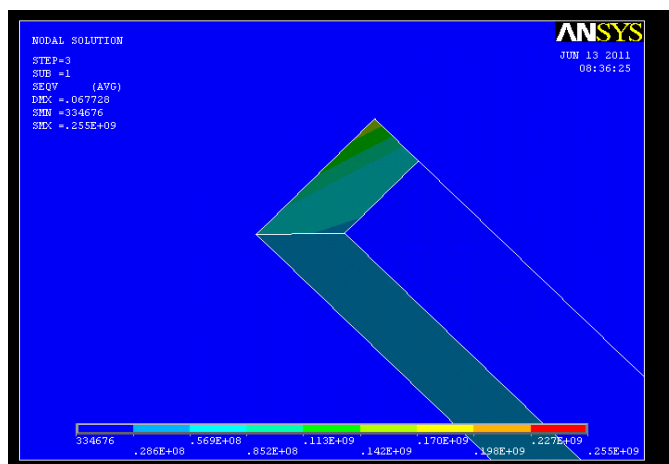 ANSYS
NODAL SOLUTION
JUN 13 2011
08:36:25
STEP=3
SUB =1
SEQV (AVG)
DMX =.067728
SMN =334676
SMX =.255E+09
334676 .569E+08 .113E+09 .170E+09 .227E+09
.286E+08 .852E+08 .142E+09 .198E+09 .255E+09